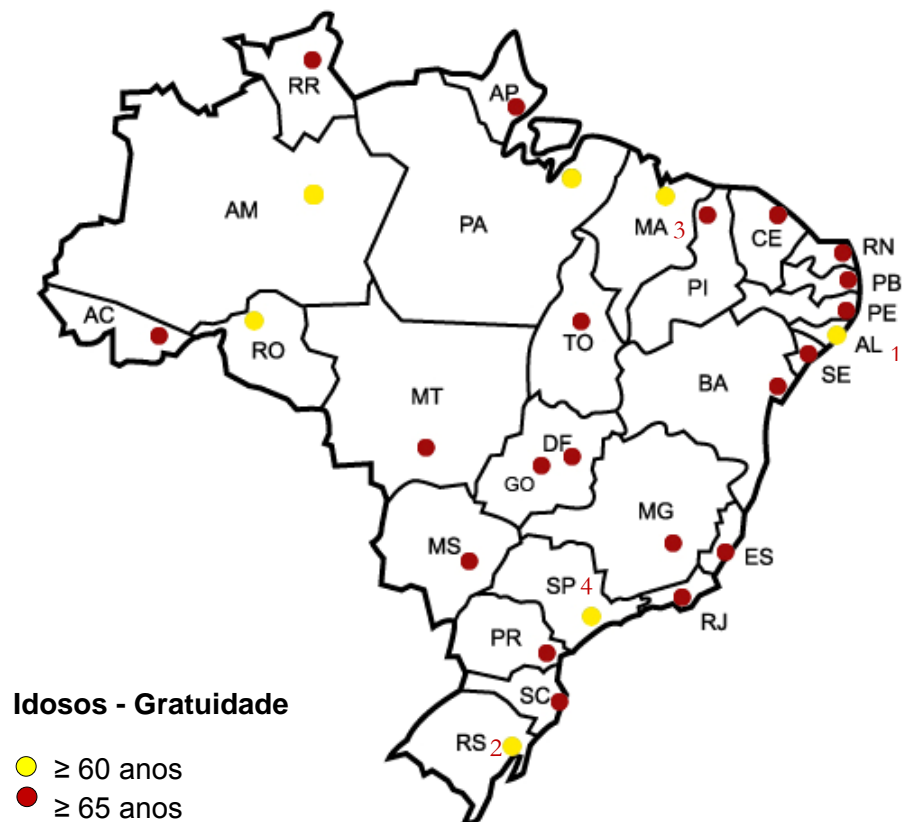 RR
AP
AM
PA
MA 3
CE
RN
PI
PB
PE
AC
RO
TO
AL 1
SE
MT
BA
DF
GO
MG
MS
ES
SP 4
RJ
PR
SC
RS 2
Idosos - Gratuidade
≥ 60 anos
≥ 65 anos